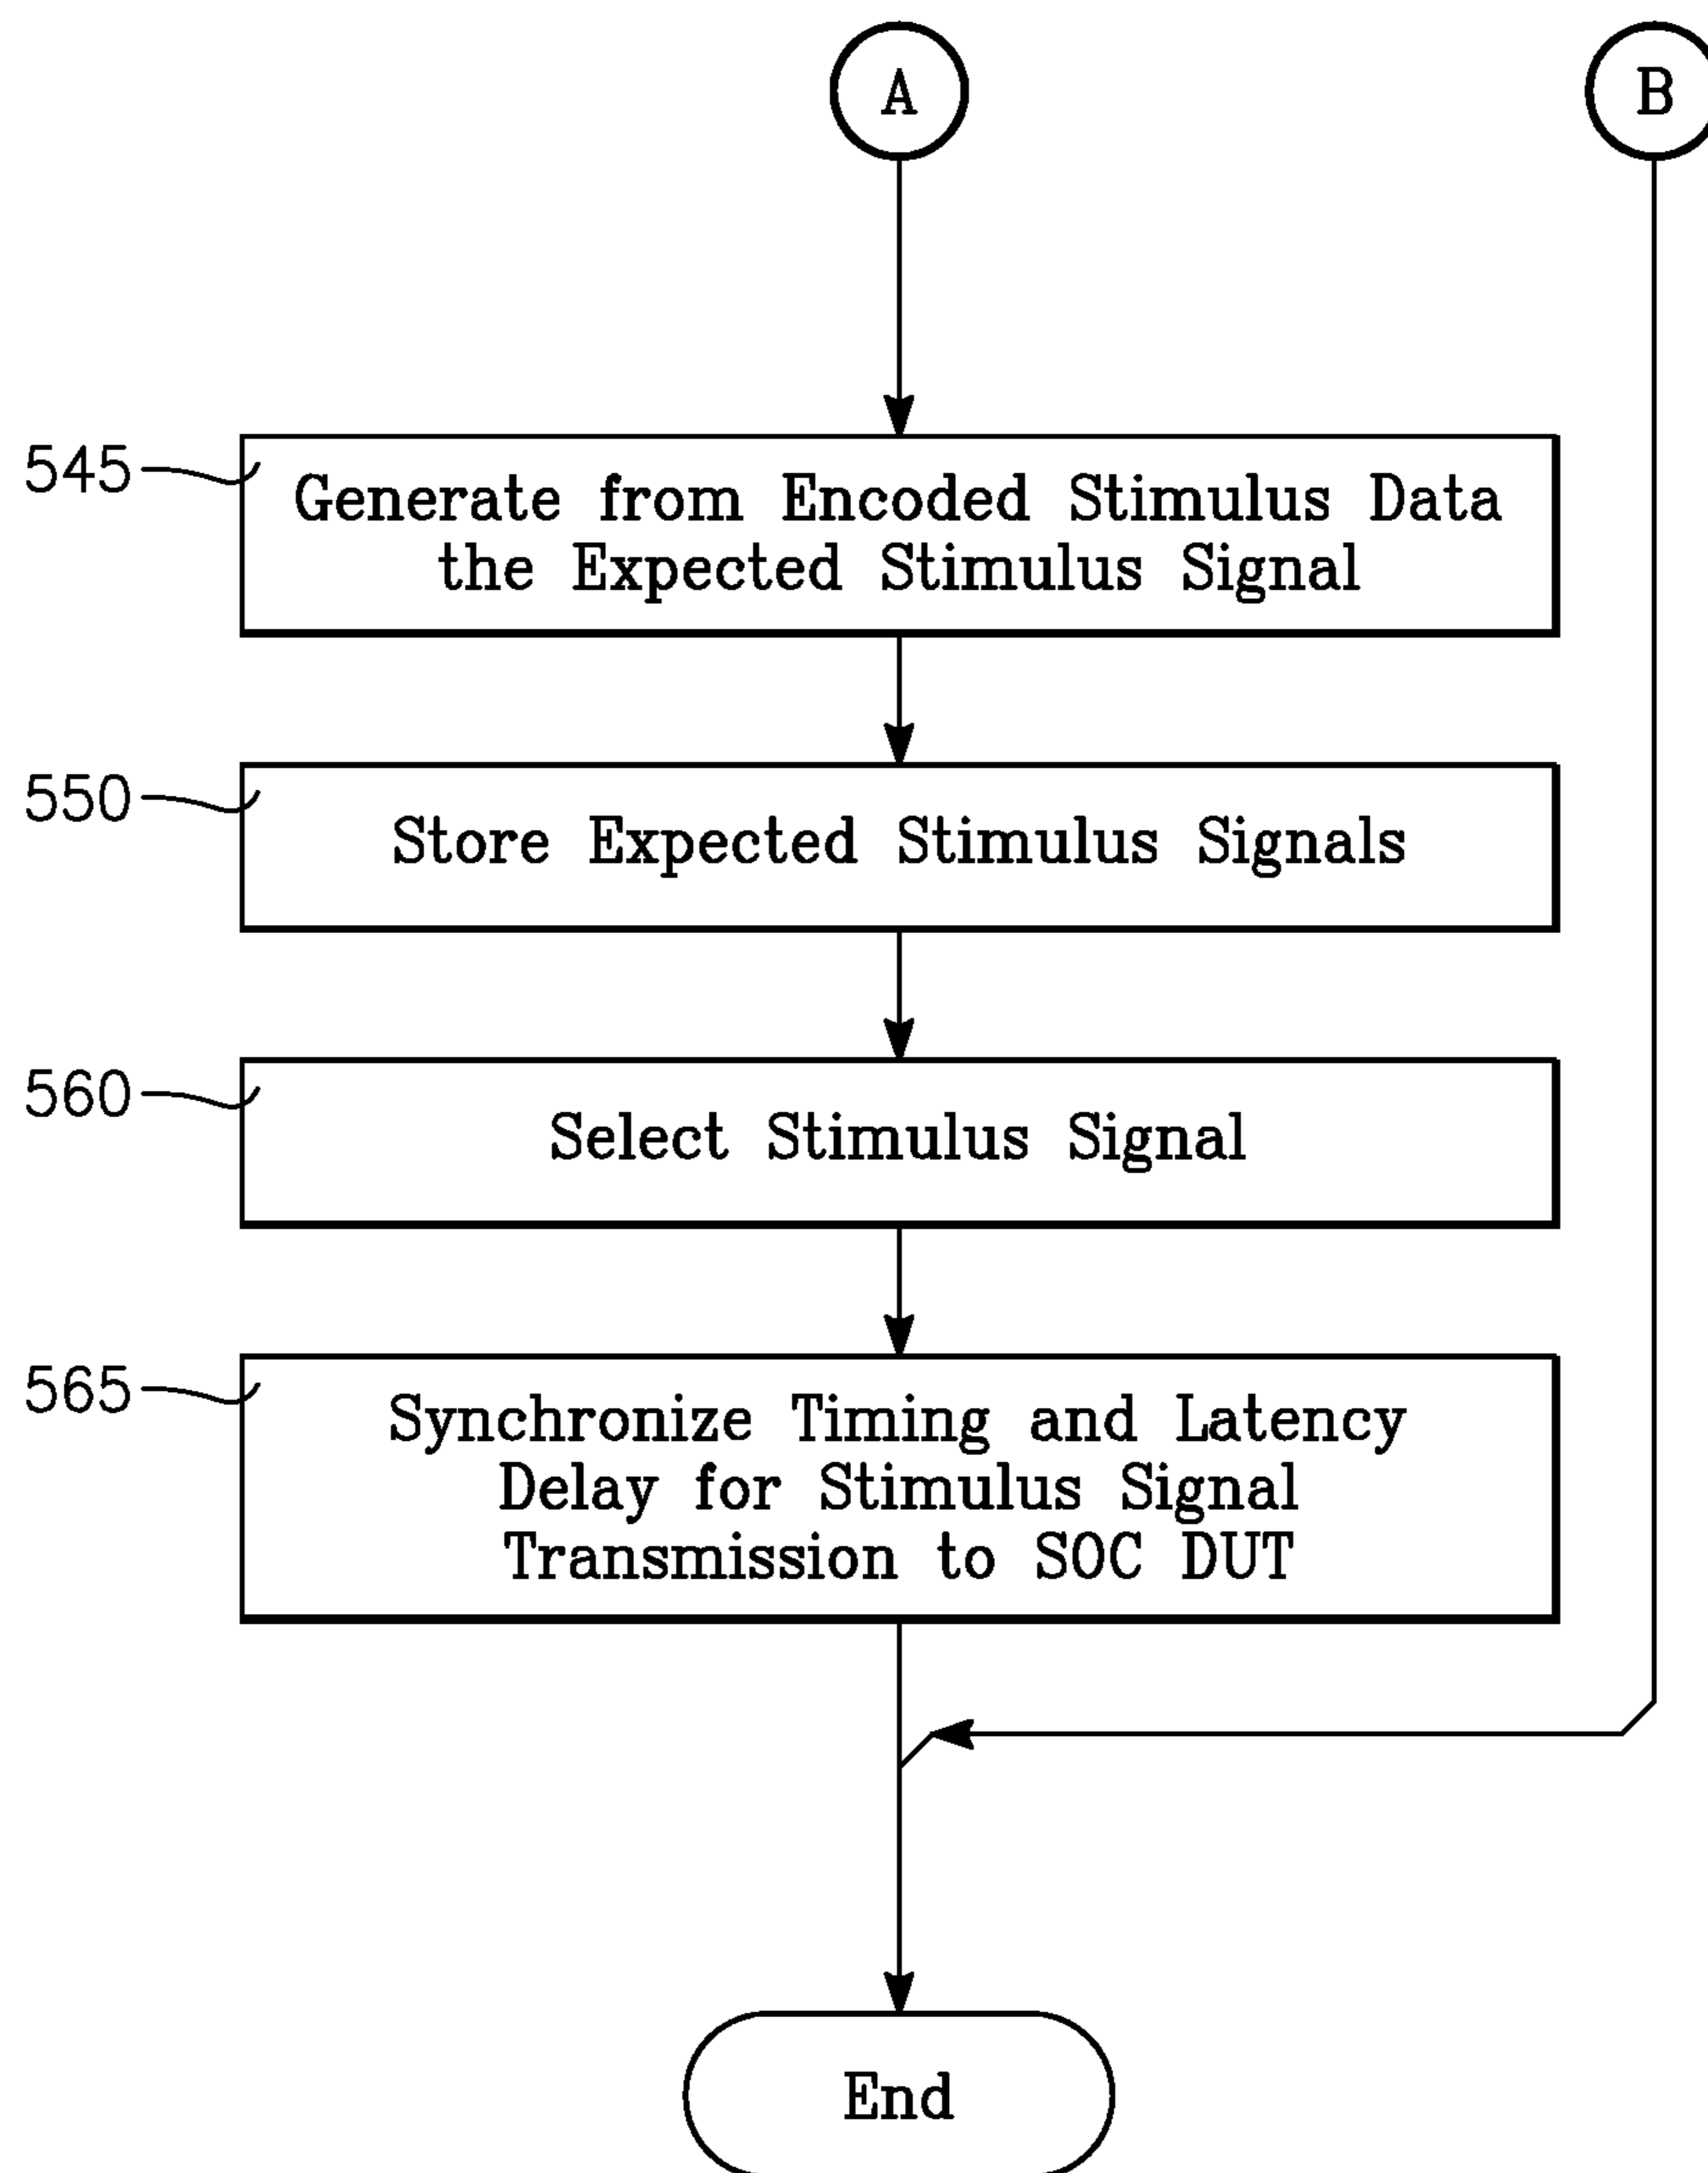 A
B
545
Generate from Encoded Stimulus Data
the Expected Stimulus Signal
550
Store Expected Stimulus Signals
560
Select Stimulus Signal
565
Synchronize Timing and Latency
Delay for Stimulus Signal
Transmission to SOC DUT
End